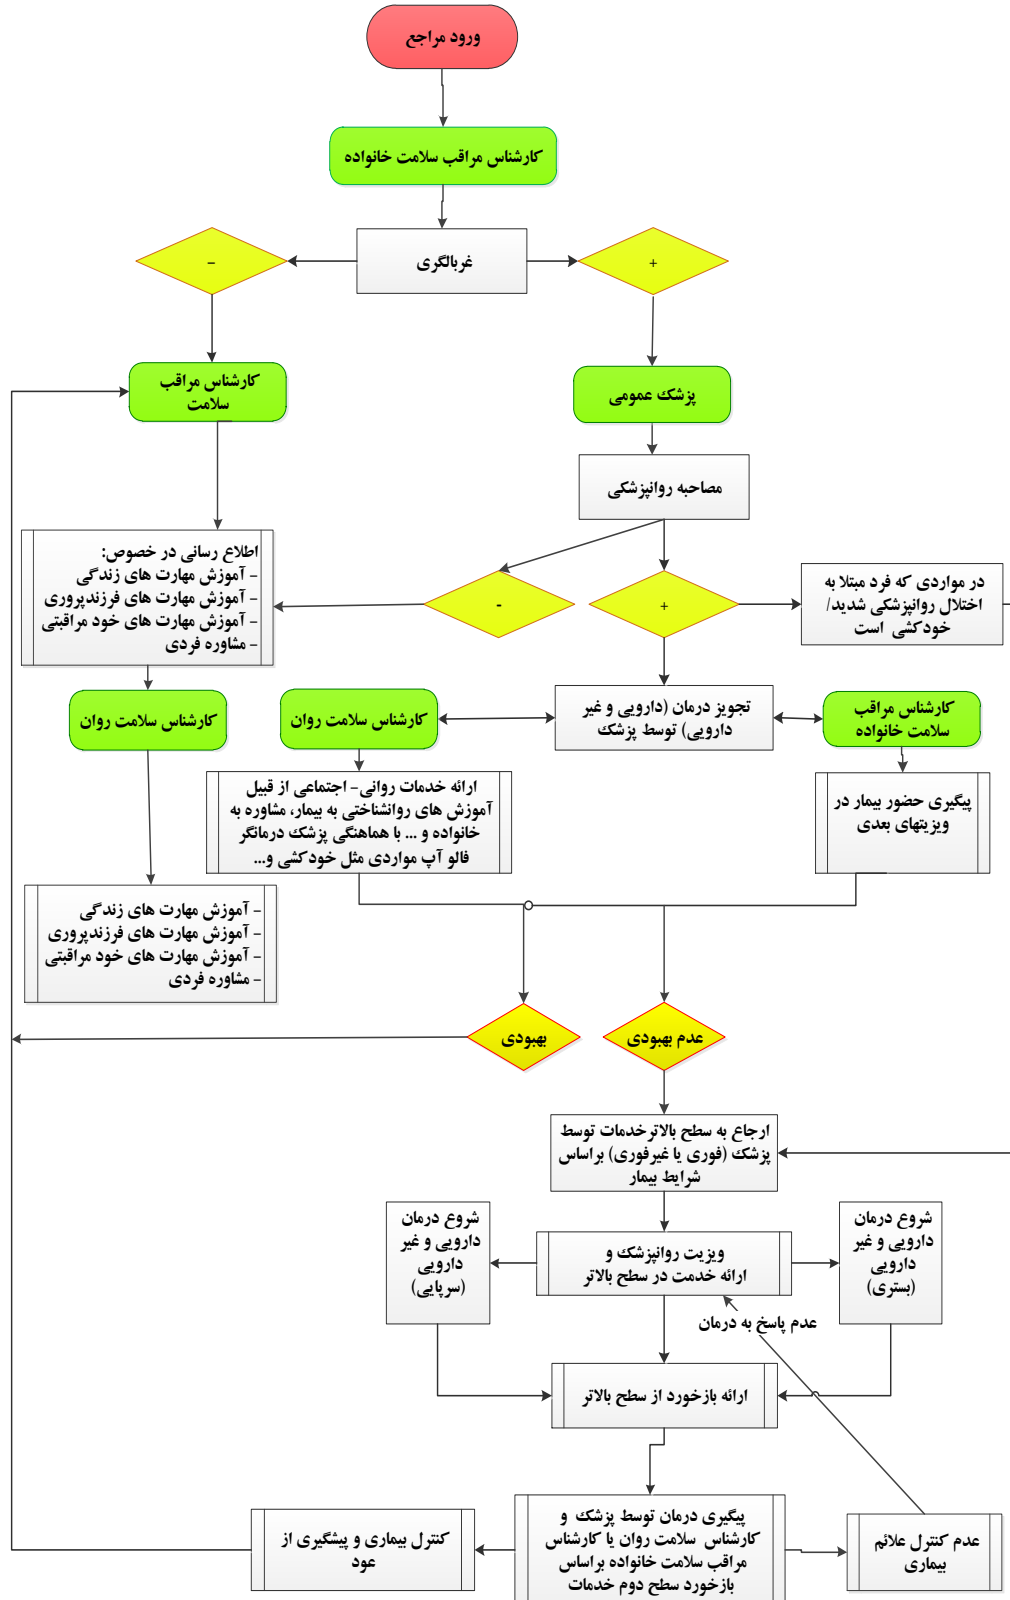 ورود مراجع
کارشناس مراقب سلامت خانواده
غربالگری
+
–
کارشناس مراقب
سلامت
پزشک عمومی
مصاحبه روانپزشکی
اطلاع رسانی در خصوص:
- آموزش مهارت های زندگی
- آموزش مهارت های فرزندپروری
- آموزش مهارت های خود مراقبتی
- مشاوره فردی
-
+
در مواردی که فرد مبتلا به
اختلال روانپزشکی شدید/
خودکشی است
کارشناس سلامت روان
کارشناس سلامت روان
تجویز درمان (دارویی و غیر
دارویی) توسط پزشک
کارشناس مراقب
سلامت خانواده
ارائه خدمات روانی- اجتماعی از قبیل
آموزش های روانشناختی به بیمار، مشاوره به
خانواده و ... با هماهنگی پزشک درمانگر
فالو آپ مواردی مثل خودکشی و...
پیگیری حضور بیمار در
ویزیتهای بعدی
- آموزش مهارت های زندگی
- آموزش مهارت های فرزندپروری
- آموزش مهارت های خود مراقبتی
- مشاوره فردی
بهبودی
عدم بهبودی
ارجاع به سطح بالاترخدمات توسط
پزشک (فوری یا غیرفوری) براساس
شرایط بیمار
شروع درمان
دارویی و غیر
دارویی
(سرپایی)
ویزیت روانپزشک و
ارائه خدمت در سطح بالاتر
شروع درمان
دارویی و غیر
دارویی
(بستری)
عدم پاسخ به درمان
ارائه بازخورد از سطح بالاتر
کنترل بیماری و پیشگیری از
عود
پیگیری درمان توسط پزشک و
کارشناس سلامت روان یا کارشناس
مراقب سلامت خانواده براساس
بازخورد سطح دوم خدمات
عدم کنترل علائم
بیماری